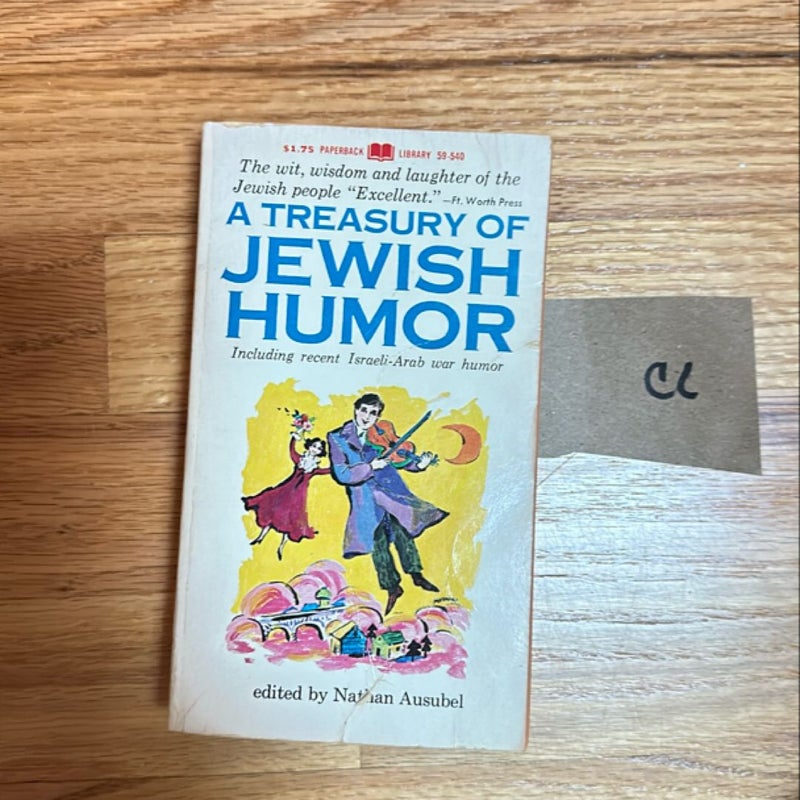 $1.75 PAPERBACK LIBRARY 59-540
The wit, wisdom and laughter of the
Jewish people "Excellent." —Ft. Worth Press
A TREASURY OF
JEWISH
HUMOR
Including recent Israeli-Arab war humor
edited by Nathan Ausubel